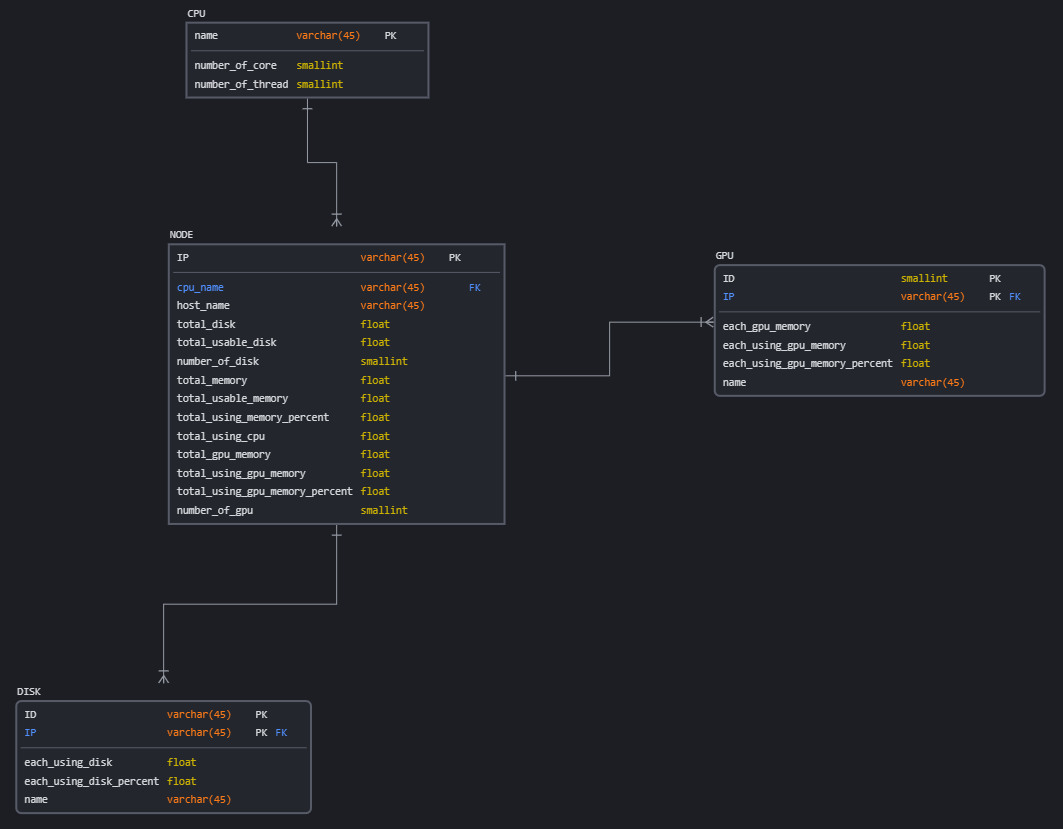 CPU
name varchar(45) PK
number_of_core smallint
number_of_thread smallint
NODE
IP varchar(45) PK
cpu_name varchar(45) FK
host_name varchar(45)
total_disk float
total_usable_disk float
number_of_disk smallint
total_memory float
total_usable_memory float
total_using_memory_percent float
total_using_cpu float
total_gpu_memory float
total_using_gpu_memory float
total_using_gpu_memory_percent float
number_of_gpu smallint
GPU
ID smallint PK
IP varchar(45) PK FK
each_gpu_memory float
each_using_gpu_memory float
each_using_gpu_memory_percent float
name varchar(45)
DISK
ID varchar(45) PK
IP varchar(45) PK FK
each_using_disk float
each_using_disk_percent float
name varchar(45)